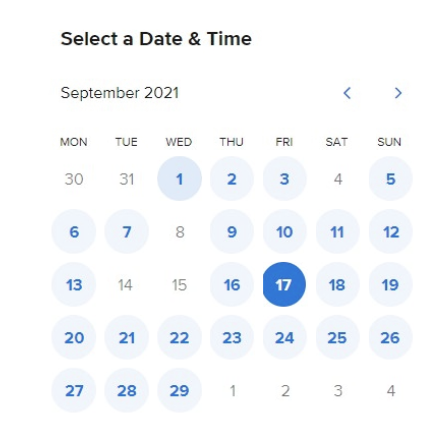 Select a Date & Time
September 2021
MON TUE WED THU FRI SAT SUN
30 31 1 2 3 4 5
6 7 8 9 10 11 12
13 14 15 16 17 18 19
20 21 22 23 24 25 26
27 28 29 1 2 3 4